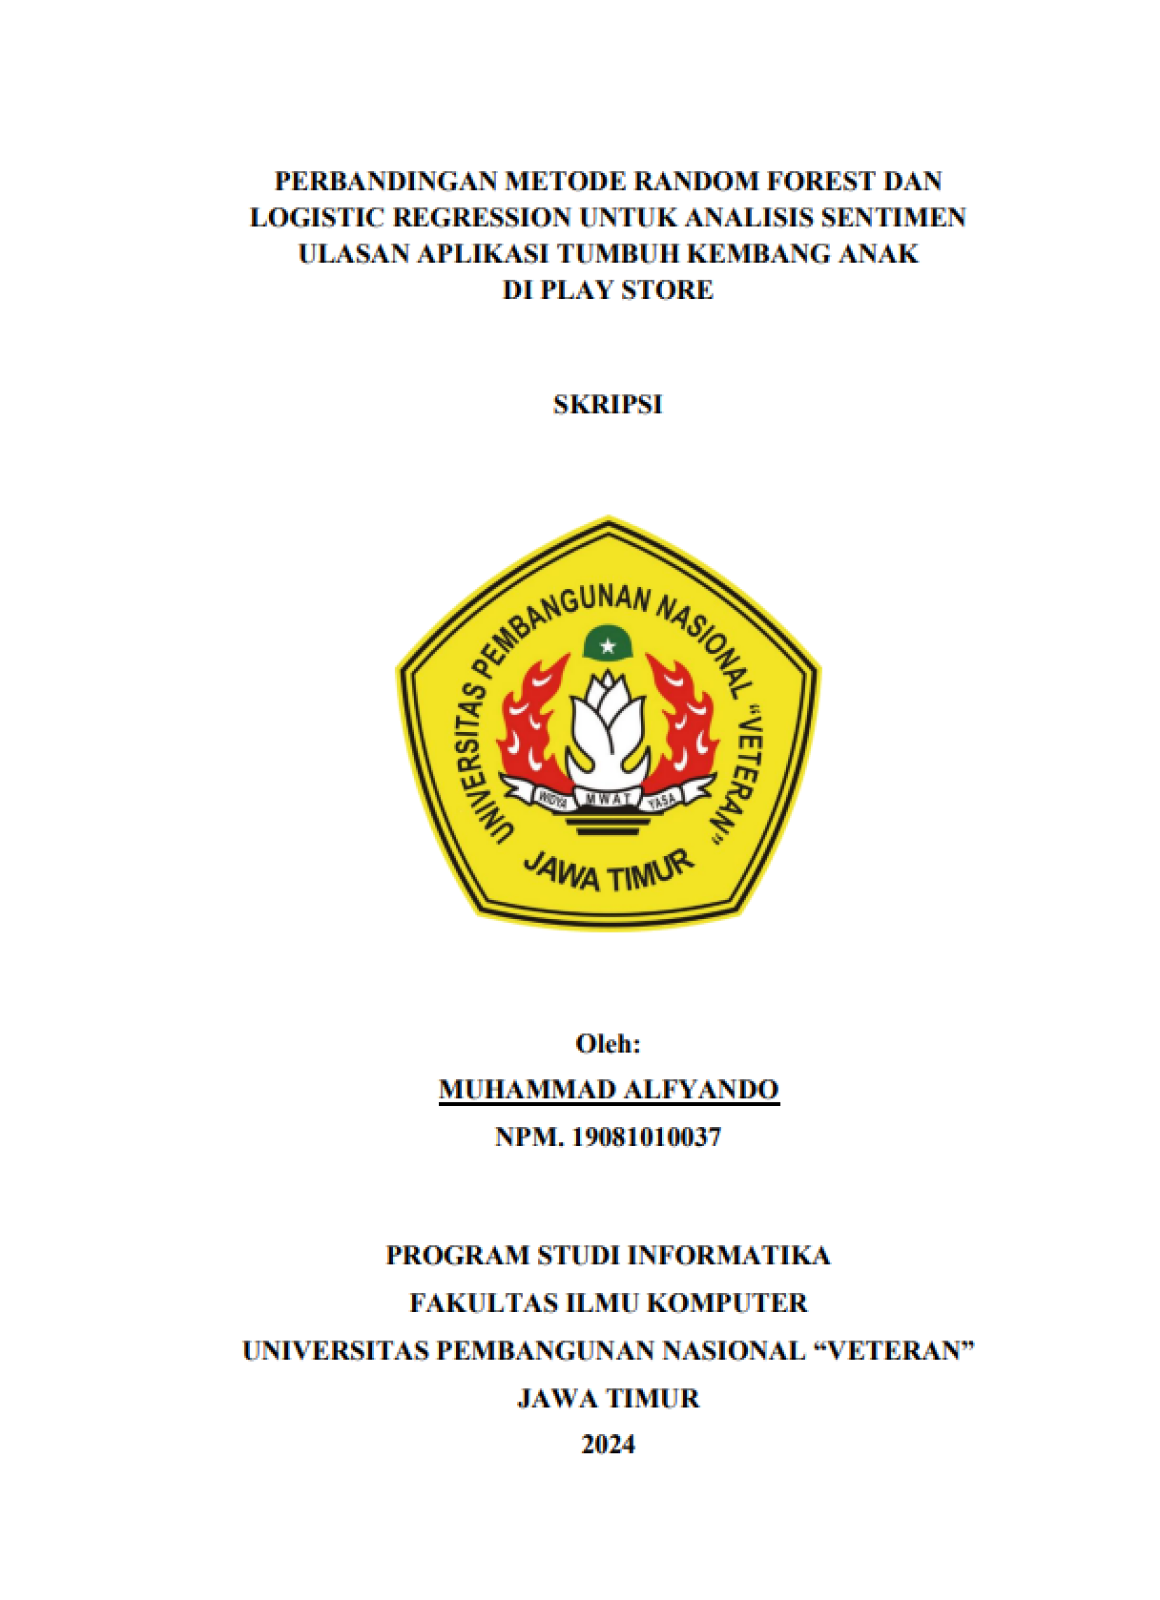 PERBANDINGAN METODE RANDOM FOREST DAN
LOGISTIC REGRESSION UNTUK ANALISIS SENTIMEN
ULASAN APLIKASI TUMBUH KEMBANG ANAK
DI PLAY STORE
SKRIPSI
UNIVERSITAS PEMBANGUNAN NASIONAL “VETERAN”
WIDYA MWAT YASA
JAWA TIMUR
Oleh:
MUHAMMAD ALFYANDO
NPM. 19081010037
PROGRAM STUDI INFORMATIKA
FAKULTAS ILMU KOMPUTER
UNIVERSITAS PEMBANGUNAN NASIONAL “VETERAN”
JAWA TIMUR
2024